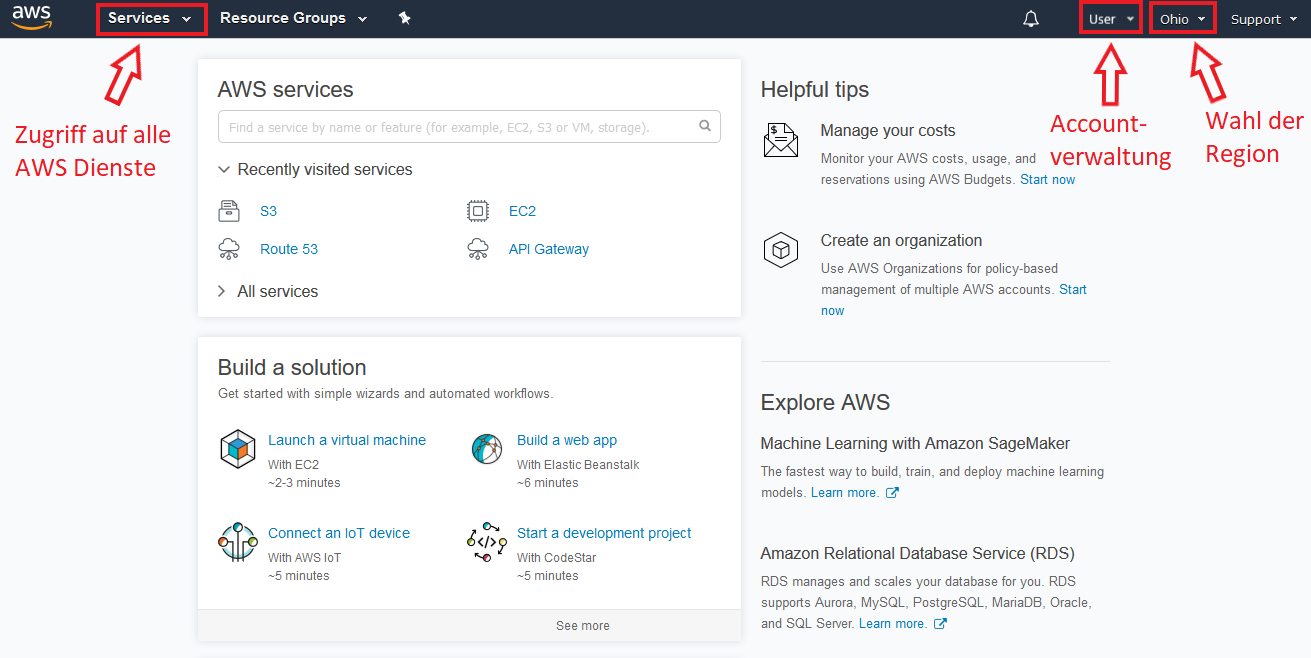 aws
Services
Resource Groups
User
Ohio
Support
Zugriff auf alle
AWS Dienste
Account-
verwaltung
Wahl der
Region
AWS services
Find a service by name or feature (for example, EC2, S3 or VM, storage).
Recently visited services
S3
EC2
Route 53
API Gateway
All services
Build a solution
Get started with simple wizards and automated workflows.
Launch a virtual machine
With EC2
~2-3 minutes
Build a web app
With Elastic Beanstalk
~6 minutes
Connect an IoT device
With AWS IoT
~5 minutes
Start a development project
With CodeStar
~5 minutes
See more
Helpful tips
Manage your costs
Monitor your AWS costs, usage, and
reservations using AWS Budgets. Start now
Create an organization
Use AWS Organizations for policy-based
management of multiple AWS accounts. Start
now
Explore AWS
Machine Learning with Amazon SageMaker
The fastest way to build, train, and deploy machine learning
models. Learn more.
Amazon Relational Database Service (RDS)
RDS manages and scales your database for you. RDS
supports Aurora, MySQL, PostgreSQL, MariaDB, Oracle,
and SQL Server. Learn more.